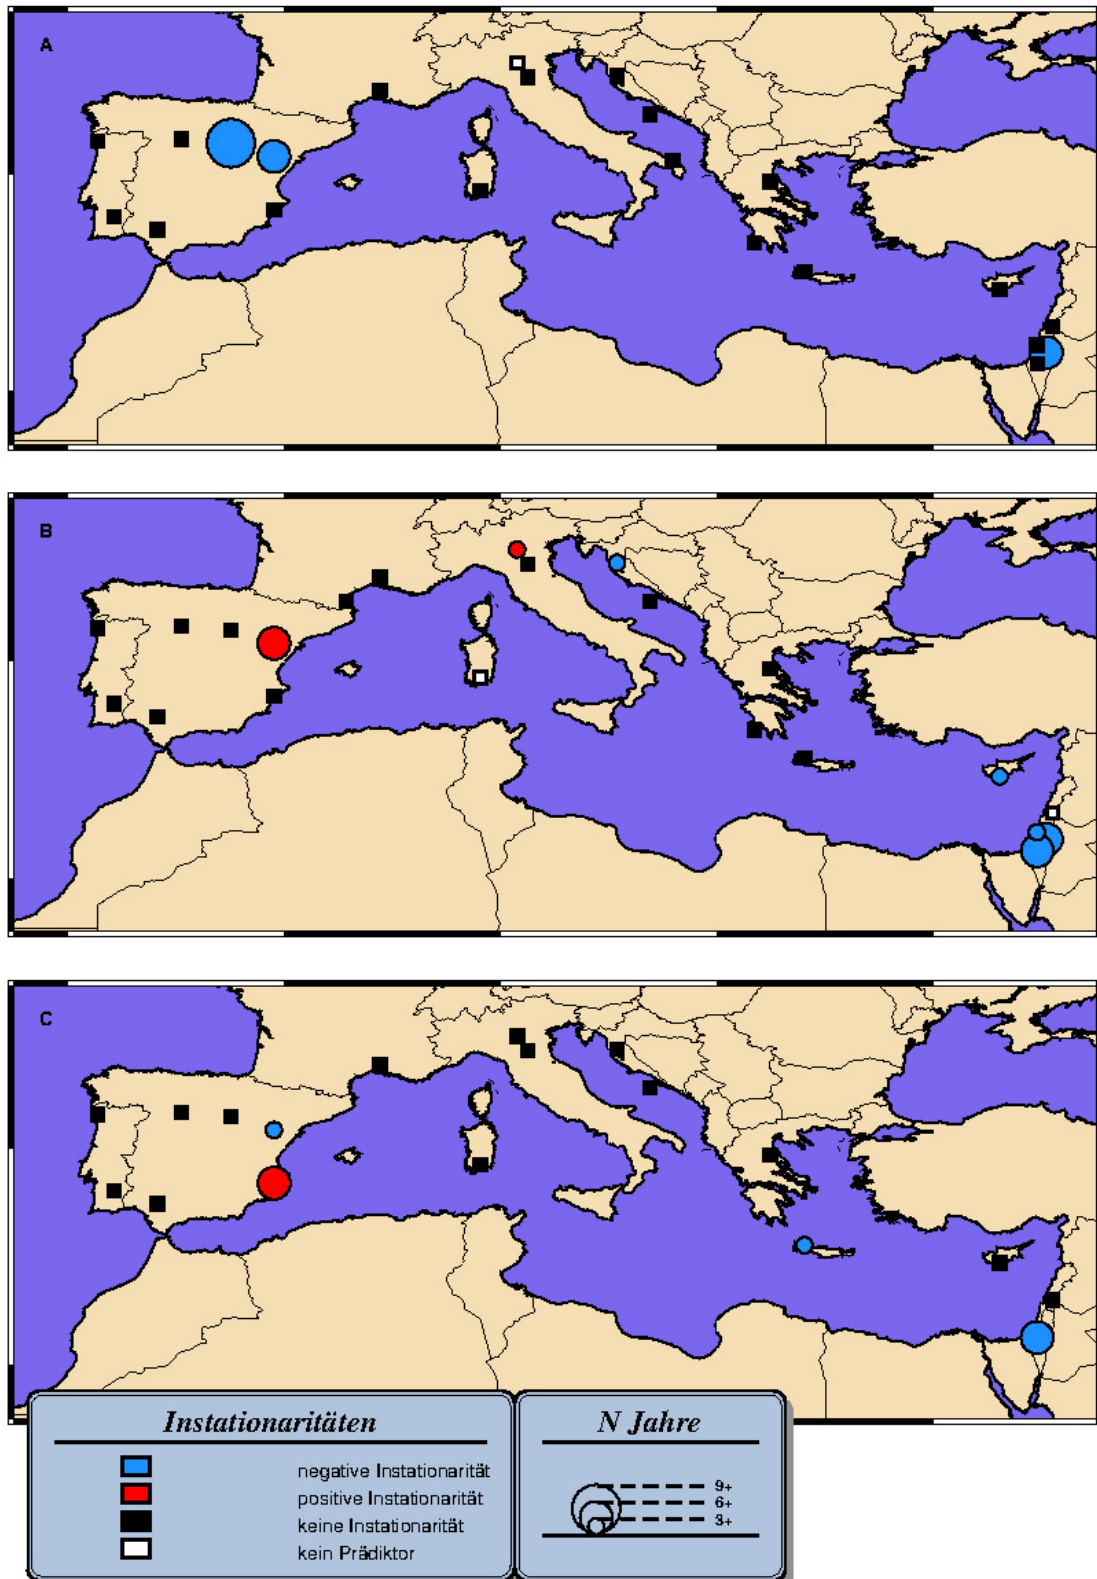 A
B
C
Instationaritäten
negative Instationarität
positive Instationarität
keine Instationarität
kein Prädiktor
N Jahre
9+
6+
3+